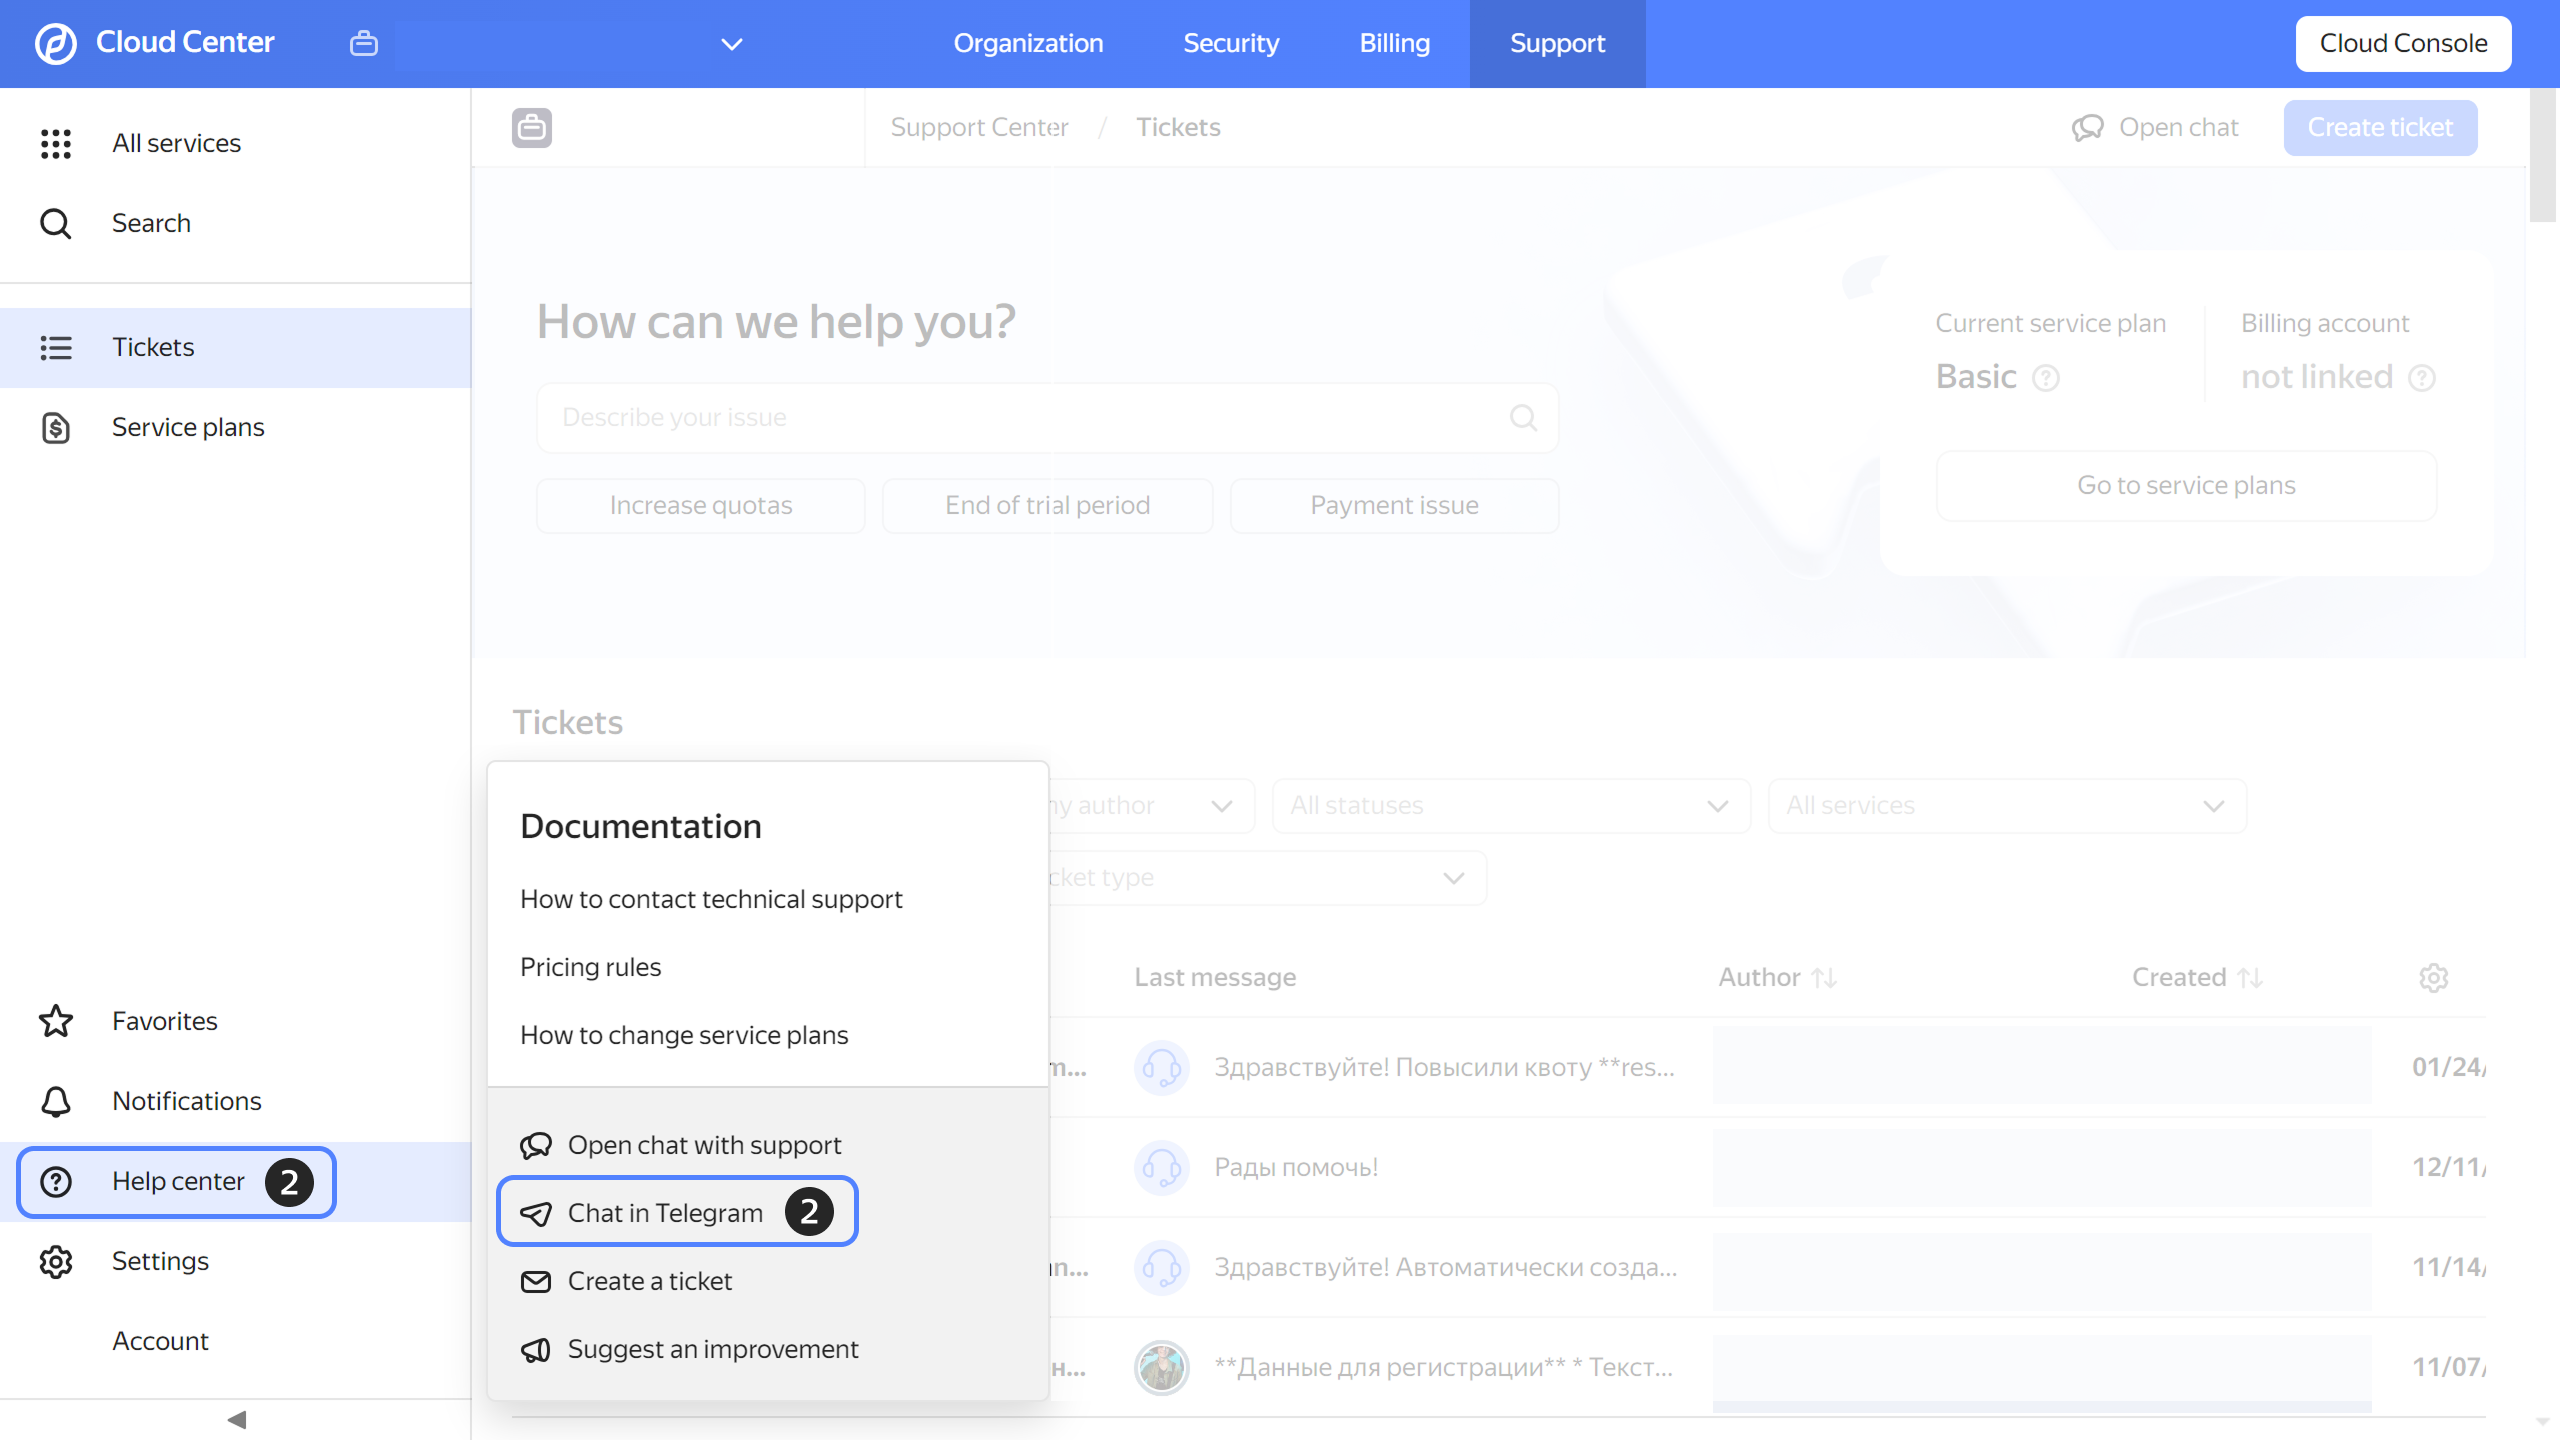 Cloud Center
Organization
Security
Billing
Support
Cloud Console
All services
Search
Tickets
Service plans
Favorites
Notifications
Help center 2
Settings
Account
Support Center / Tickets
Open chat
Create ticket
How can we help you?
Describe your issue
Increase quotas
End of trial period
Payment issue
Current service plan
Basic
Billing account
not linked
Go to service plans
Tickets
author
All statuses
All services
type
Documentation
How to contact technical support
Pricing rules
How to change service plans
Open chat with support
Chat in Telegram 2
Create a ticket
Suggest an improvement
Last message
Author
Created
Здравствуйте! Повысили квоту **res...
01/24/
Рады помочь!
12/11/
Здравствуйте! Автоматически созда...
11/14/
**Данные для регистрации** * Текст...
11/07/